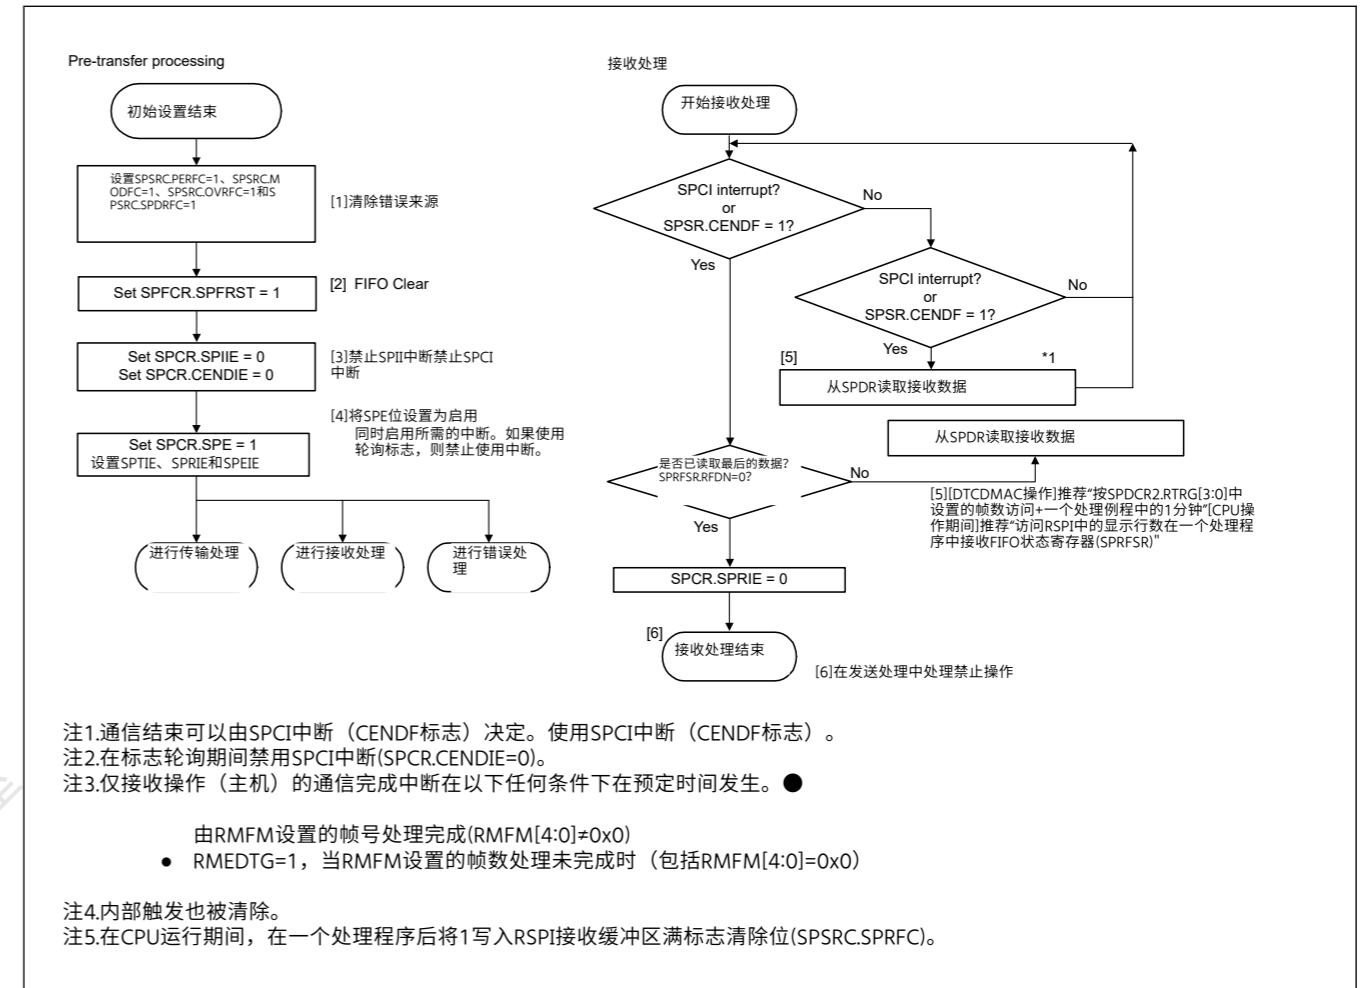 Pre-transfer processing
初始设置结束
设置SPSRC.PERFC=1、SPSRC.M
ODFC=1、SPSRC.OVRFC=1和S
PSRC.SPDRFC=1
[1]清除错误来源
Set SPFCR.SPFRST = 1
[2] FIFO Clear
Set SPCR.SPIIE = 0
Set SPCR.CENDIE = 0
[3]禁止SPII中断禁止SPCI
中断
[4]将SPE位设置为启用
同时启用所需的中断。如果使用
轮询标志，则禁止使用中断。
Set SPCR.SPE = 1
设置SPTIE、SPRIE和SPEIE
进行传输处理
进行接收处理
进行错误处
理
接收处理
开始接收处理
SPCI interrupt?
or
SPSR.CENDF = 1?
No
Yes
SPCI interrupt?
or
SPSR.CENDF = 1?
No
Yes
[5]
*1
从SPDR读取接收数据
从SPDR读取接收数据
是否已读取最后的数据?
SPRFSR.RFDN=0?
No
Yes
[5][DTCDMAC操作]推荐“按SPDCR2.RTRG[3:0]中
设置的帧数访问+一个处理例程中的1分钟”[CPU操
作期间]推荐“访问RSPI中的显示行数在一个处理程
序中接收FIFO状态寄存器(SPRFSR)"
SPCR.SPRIE = 0
[6]
接收处理结束
[6]在发送处理中处理禁止操作
注1.通信结束可以由SPCI中断（CENDF标志）决定。使用SPCI中断（CENDF标志）。
注2.在标志轮询期间禁用SPCI中断(SPCR.CENDIE=0)。
注3.仅接收操作（主机）的通信完成中断在以下任何条件下在预定时间发生。●
由RMFM设置的帧号处理完成(RMFM[4:0]≠0x0)
● RMEDTG=1，当RMFM设置的帧数处理未完成时（包括RMFM[4:0]=0x0）
注4.内部触发也被清除。
注5.在CPU运行期间，在一个处理程序后将1写入RSPI接收缓冲区满标志清除位(SPSRC.SPRFC)。